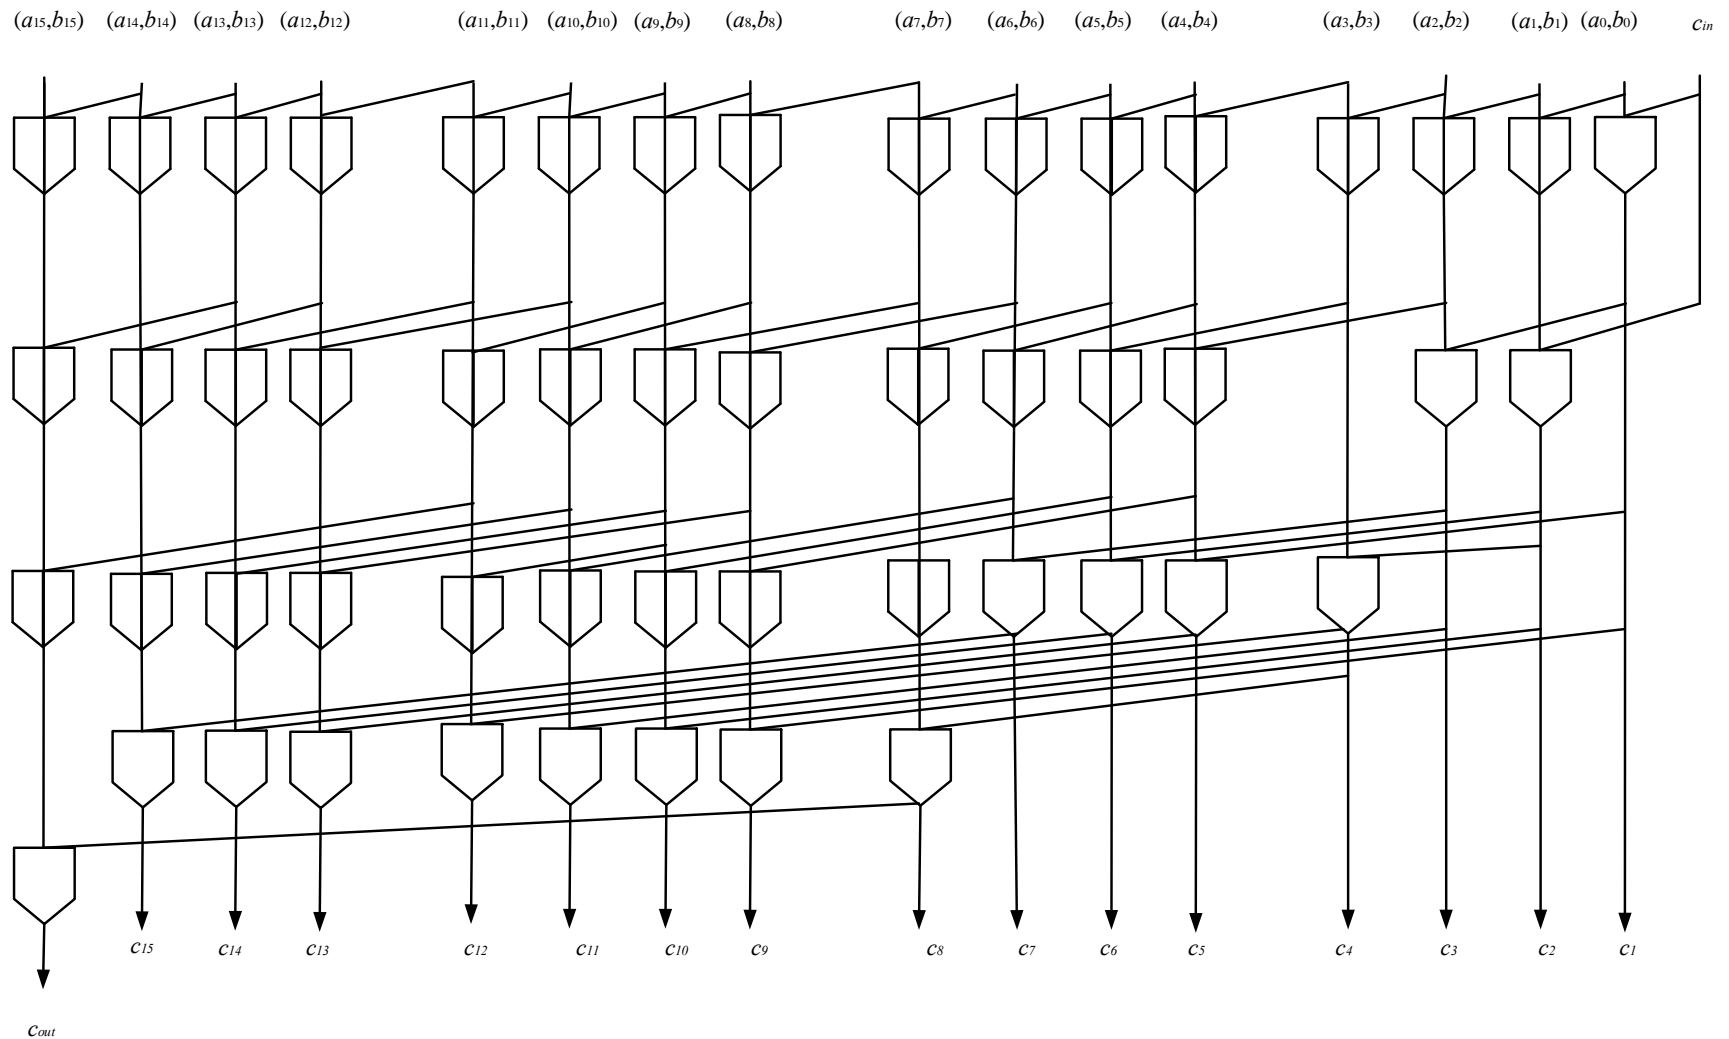 (a15,b15) (a14,b14) (a13,b13) (a12,b12) (a11,b11) (a10,b10) (a9,b9) (a8,b8) (a7,b7) (a6,b6) (a5,b5) (a4,b4) (a3,b3) (a2,b2) (a1,b1) (a0,b0) cin
c15 c14 c13 c12 c11 c10 c9 c8 c7 c6 c5 c4 c3 c2 c1
cout